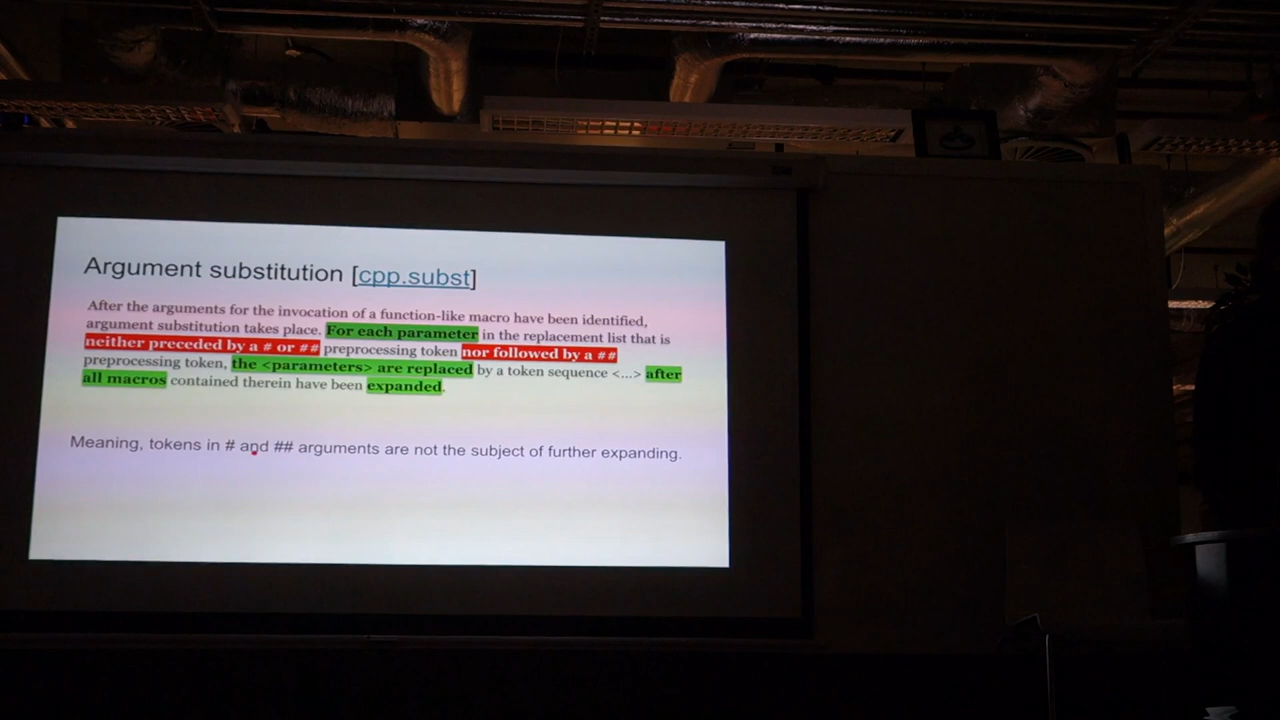 Argument substitution [cpp.subst]
After the arguments for the invocation of a function-like macro have been identified,
argument substitution takes place. For each parameter in the replacement list that is
neither preceded by a # or ## preprocessing token nor followed by a ##
preprocessing token, the <parameters> are replaced by a token sequence <...> after
all macros contained therein have been expanded.
Meaning, tokens in # and ## arguments are not the subject of further expanding.